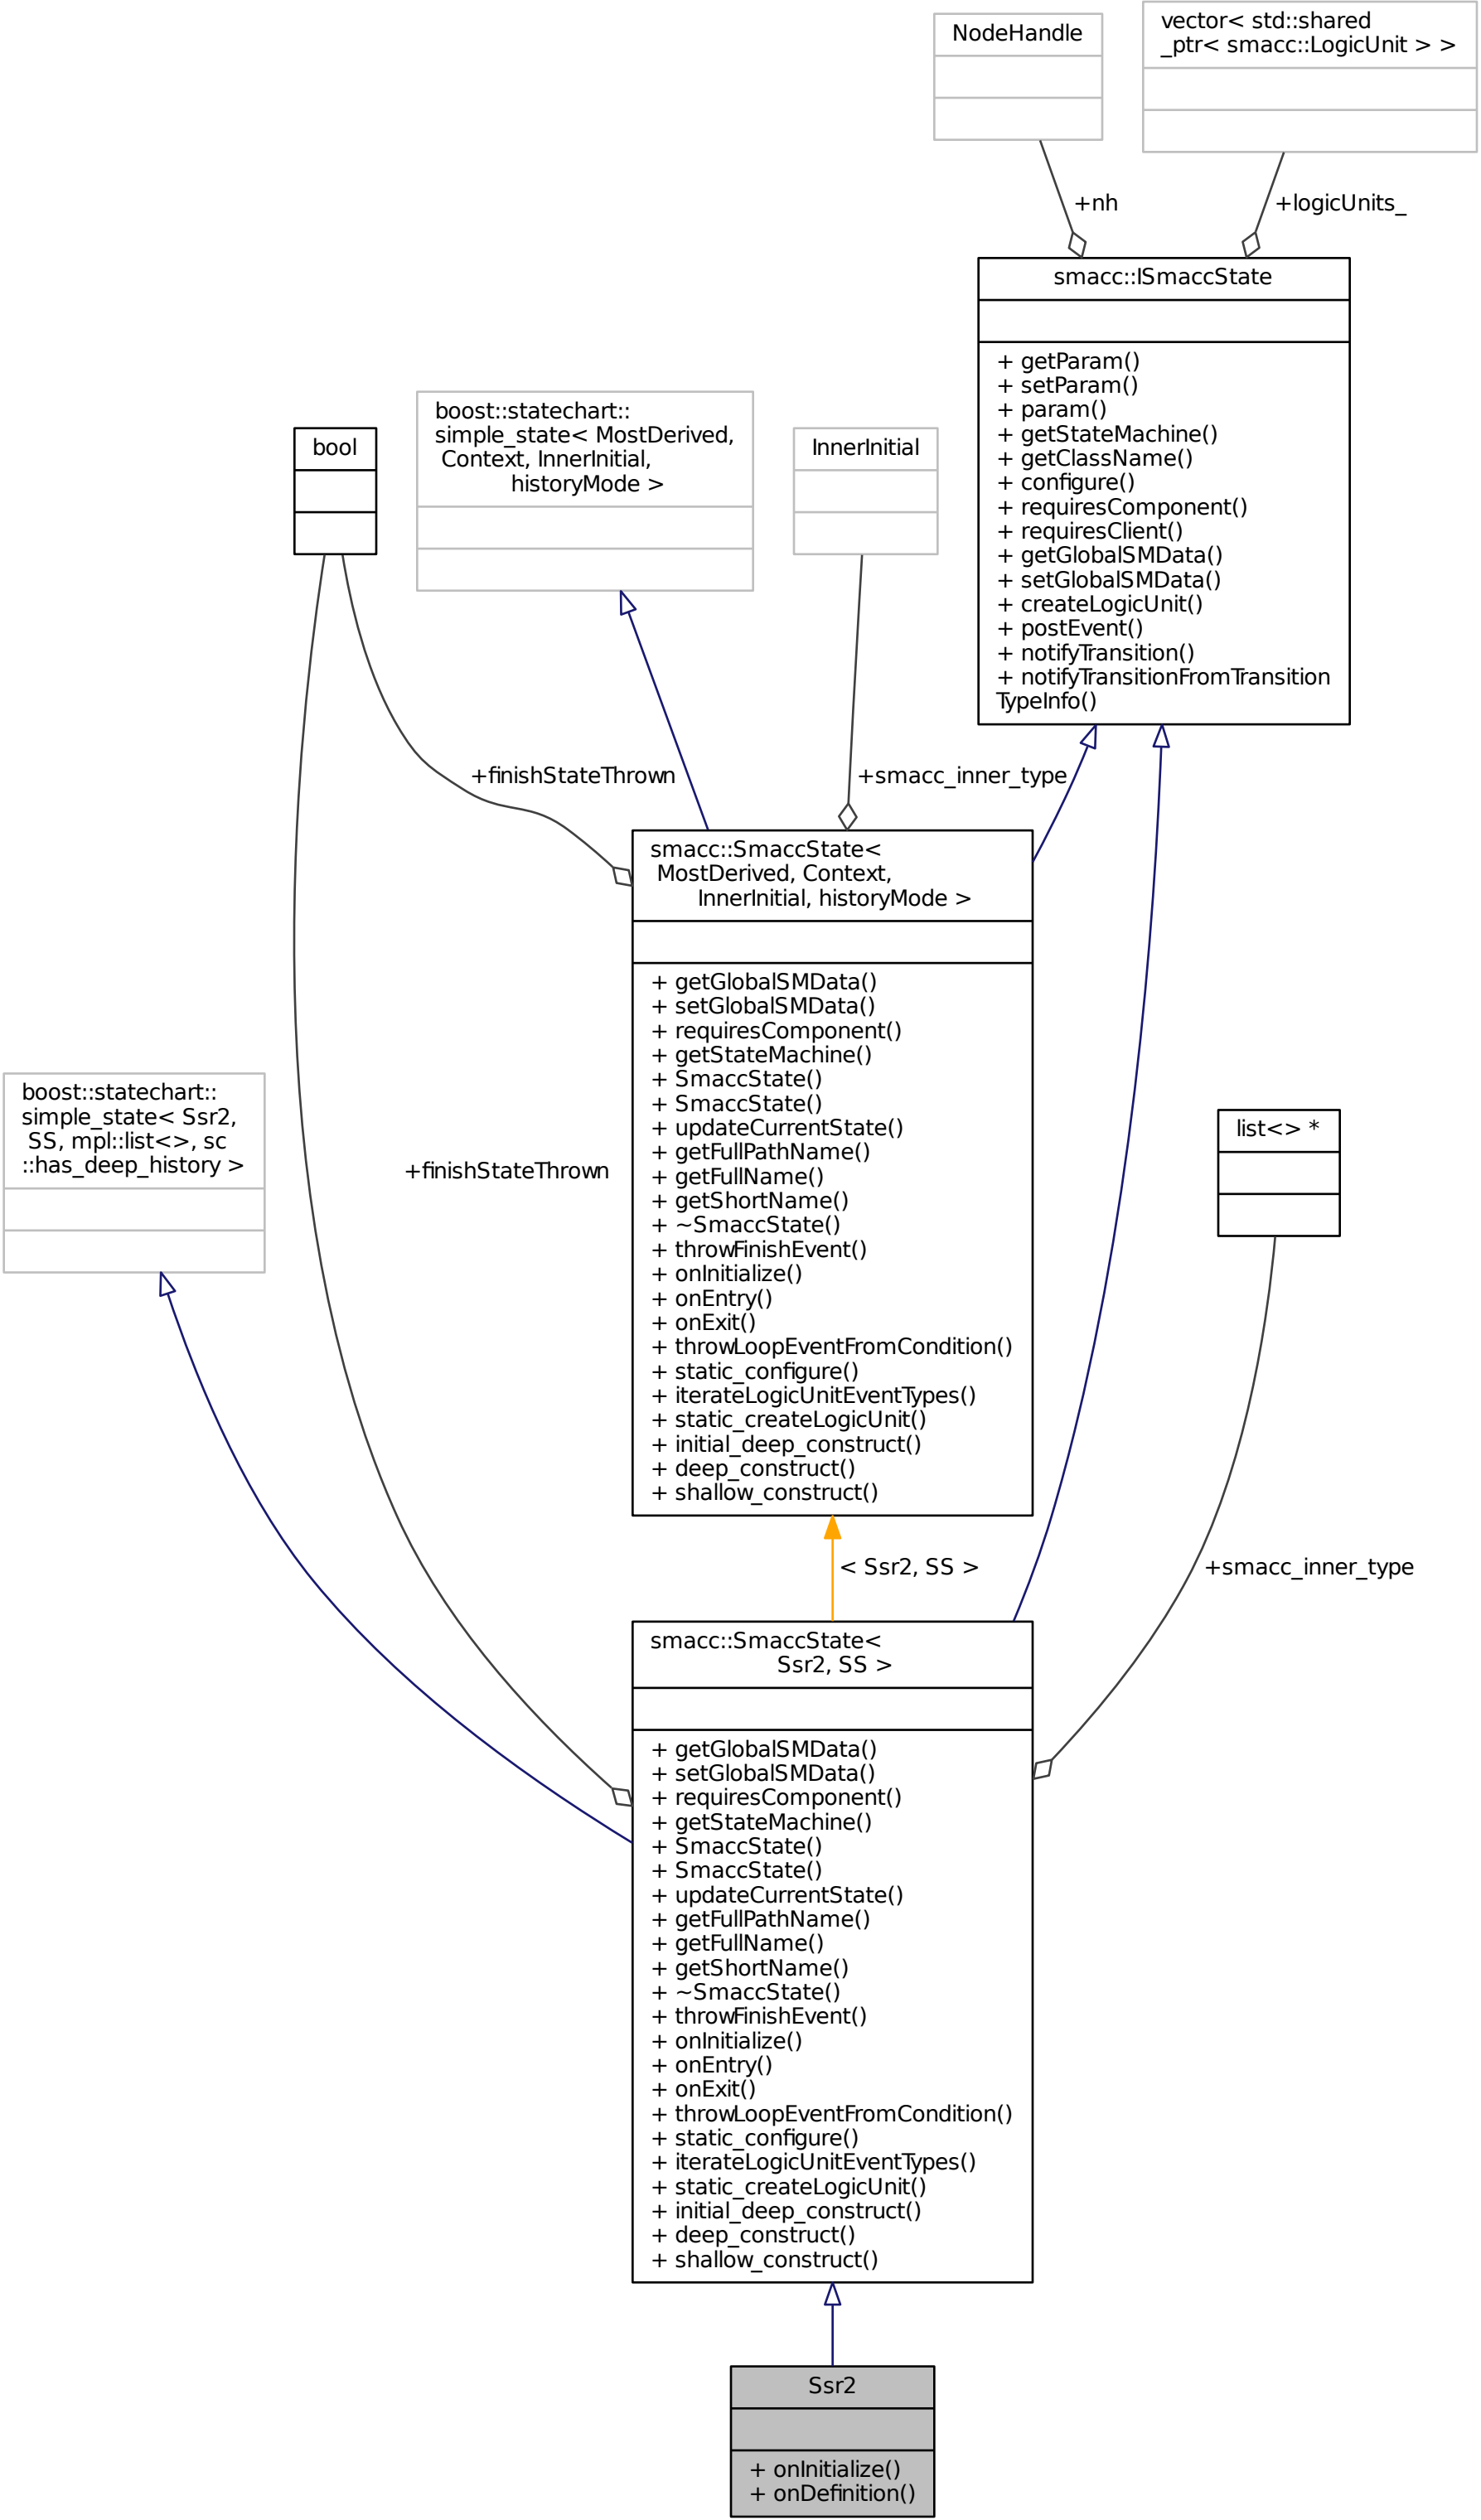 NodeHandle
vector< std::shared
_ptr< smacc::LogicUnit > >
+nh
+logicUnits_
smacc::ISmaccState
+ getParam()
+ setParam()
+ param()
+ getStateMachine()
+ getClassName()
+ configure()
+ requiresComponent()
+ requiresClient()
+ getGlobalSMData()
+ setGlobalSMData()
+ createLogicUnit()
+ postEvent()
+ notifyTransition()
+ notifyTransitionFromTransition
TypeInfo()
bool
boost::statechart::
simple_state< MostDerived,
Context, InnerInitial,
historyMode >
InnerInitial
+finishStateThrown
+smacc_inner_type
smacc::SmaccState<
MostDerived, Context,
InnerInitial, historyMode >
+ getGlobalSMData()
+ setGlobalSMData()
+ requiresComponent()
+ getStateMachine()
+ SmaccState()
+ SmaccState()
+ updateCurrentState()
+ getFullPathName()
+ getFullName()
+ getShortName()
+ ~SmaccState()
+ throwFinishEvent()
+ onInitialize()
+ onEntry()
+ onExit()
+ throwLoopEventFromCondition()
+ static_configure()
+ iterateLogicUnitEventTypes()
+ static_createLogicUnit()
+ initial_deep_construct()
+ deep_construct()
+ shallow_construct()
boost::statechart::
simple_state< Ssr2,
SS, mpl::list<>, sc
::has_deep_history >
+finishStateThrown
list<> *
< Ssr2, SS >
+smacc_inner_type
smacc::SmaccState<
Ssr2, SS >
+ getGlobalSMData()
+ setGlobalSMData()
+ requiresComponent()
+ getStateMachine()
+ SmaccState()
+ SmaccState()
+ updateCurrentState()
+ getFullPathName()
+ getFullName()
+ getShortName()
+ ~SmaccState()
+ throwFinishEvent()
+ onInitialize()
+ onEntry()
+ onExit()
+ throwLoopEventFromCondition()
+ static_configure()
+ iterateLogicUnitEventTypes()
+ static_createLogicUnit()
+ initial_deep_construct()
+ deep_construct()
+ shallow_construct()
Ssr2
+ onInitialize()
+ onDefinition()